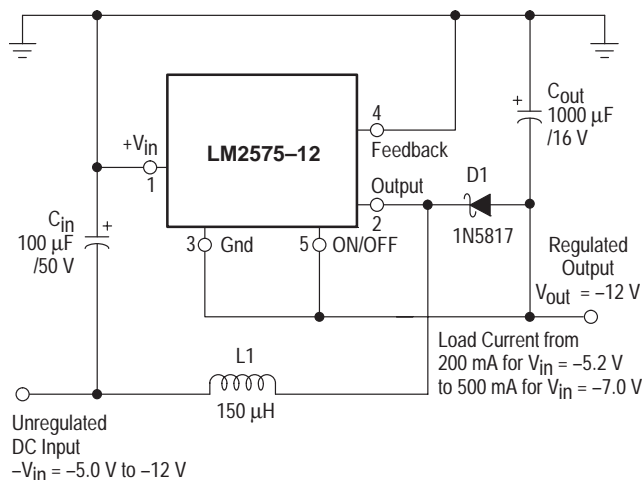 LM2575–12
+Vin
1
4
Feedback
Output
2
3 Gnd
5 ON/OFF
Cin
100 μF
/50 V
+
+
Cout
1000 μF
/16 V
D1
1N5817
Regulated
Output
Vout = –12 V
Load Current from
200 mA for Vin = –5.2 V
to 500 mA for Vin = –7.0 V
L1
150 μH
Unregulated
DC Input
–Vin = –5.0 V to –12 V